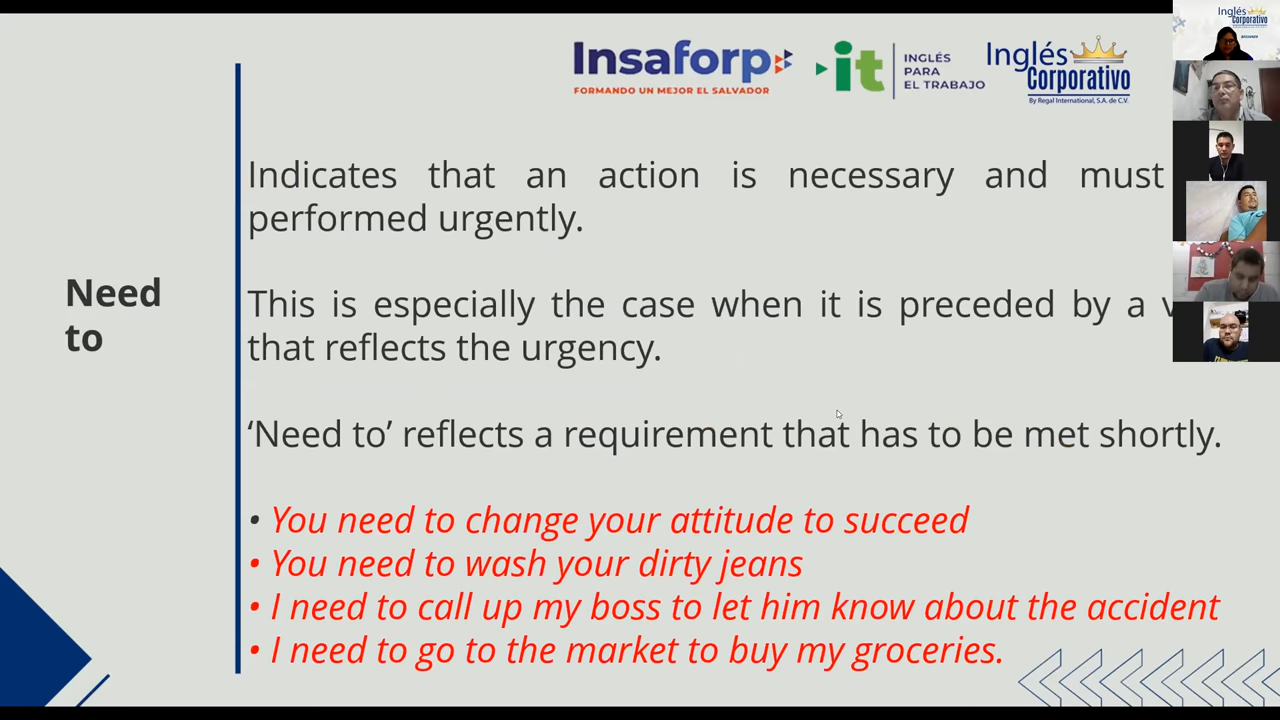 Insaforp
FORMANDO UN MEJOR EL SALVADOR
it
INGLÉS
PARA
EL TRABAJO
Inglés
Corporativo
By Regal International, S.A. de C.V.
Inglés
Corporativo
Need
to
Indicates that an action is necessary and must
performed urgently.
This is especially the case when it is preceded by a
that reflects the urgency.
‘Need to’ reflects a requirement that has to be met shortly.
• You need to change your attitude to succeed
• You need to wash your dirty jeans
• I need to call up my boss to let him know about the accident
• I need to go to the market to buy my groceries.